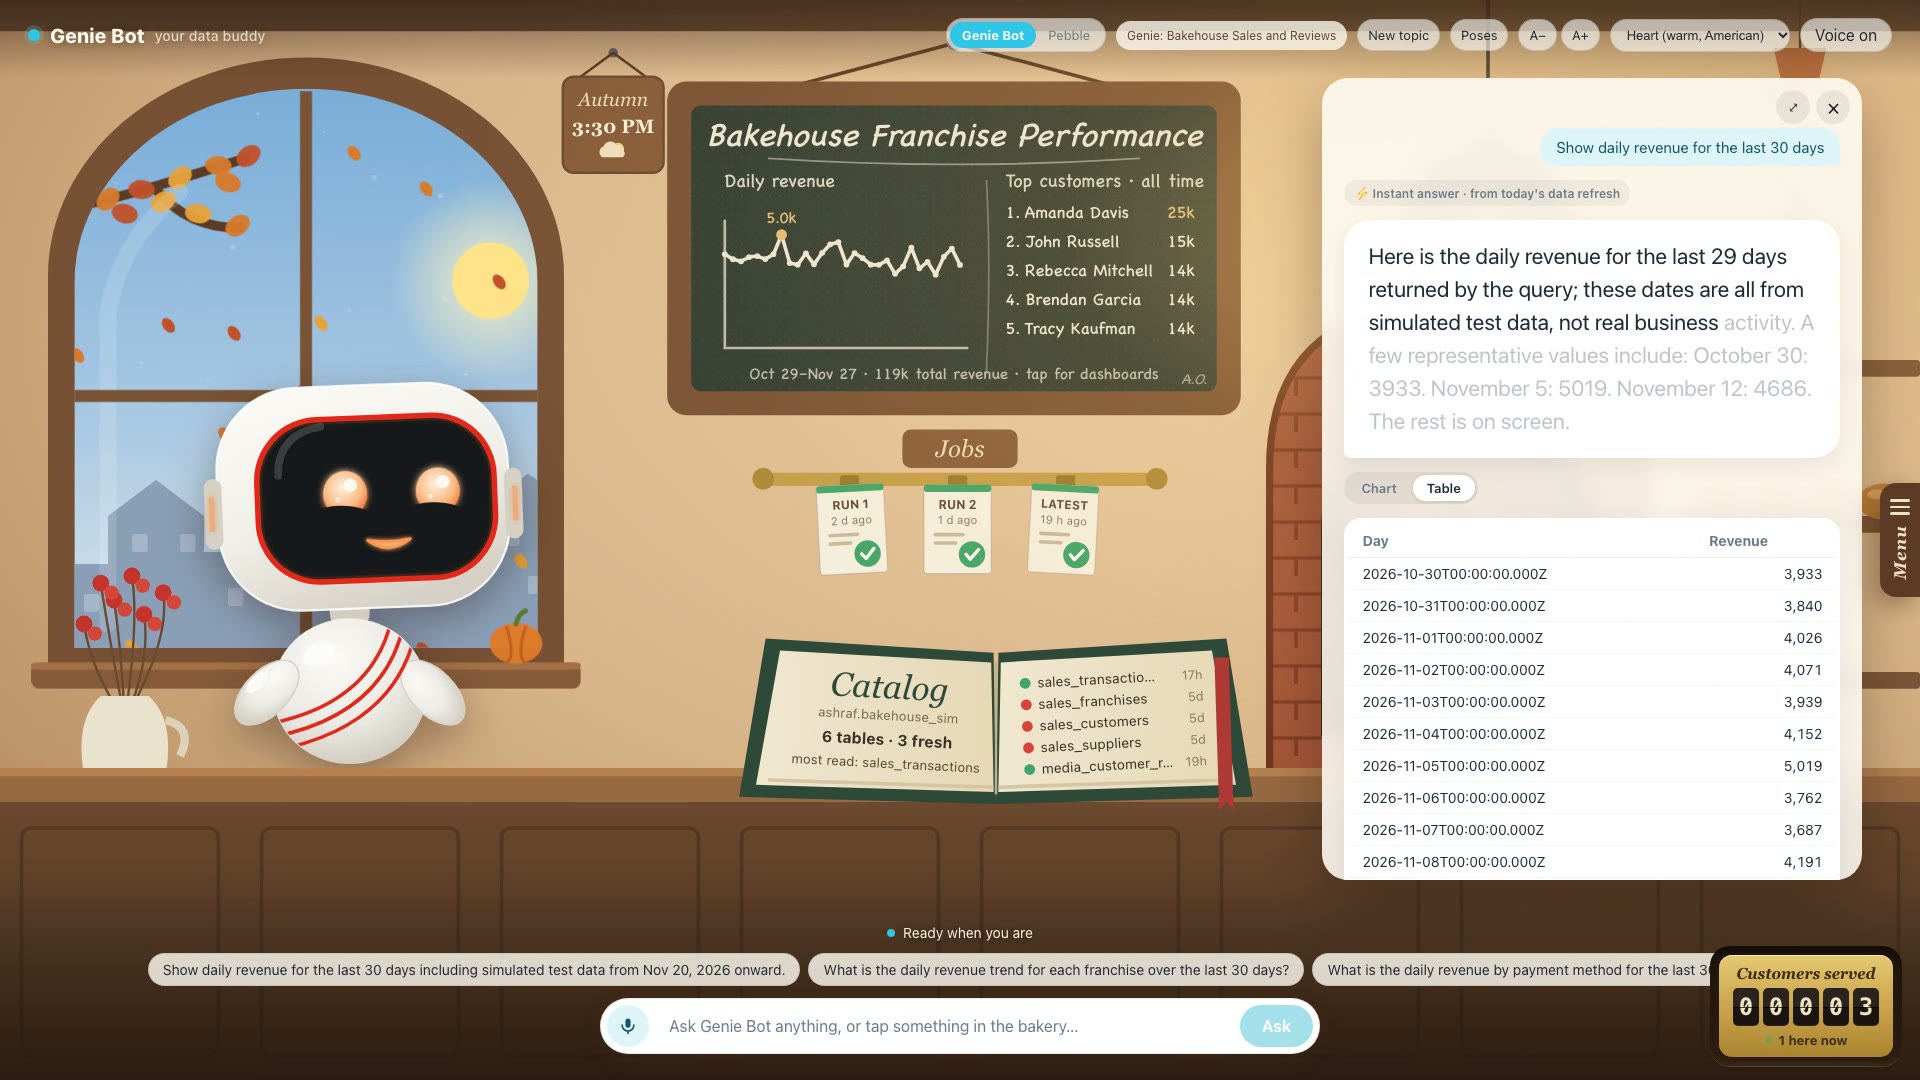 Genie Bot your data buddy
Genie Bot Pebble
Genie: Bakehouse Sales and Reviews
New topic
Poses
A− A+
Heart (warm, American)
Voice on
Autumn
3:30 PM
Bakehouse Franchise Performance
Daily revenue
5.0k
Top customers · all time
1. Amanda Davis 25k
2. John Russell 15k
3. Rebecca Mitchell 14k
4. Brendan Garcia 14k
5. Tracy Kaufman 14k
Oct 29–Nov 27 · 119k total revenue · tap for dashboards
A.O.
Jobs
RUN 1
2 d ago
RUN 2
1 d ago
LATEST
19 h ago
Catalog
ashraf.bakehouse_sim
6 tables · 3 fresh
most read: sales_transactions
sales_transactio... 17h
sales_franchises 5d
sales_customers 5d
sales_suppliers 5d
media_customer_r... 19h
Show daily revenue for the last 30 days
Instant answer · from today's data refresh
Here is the daily revenue for the last 29 days
returned by the query; these dates are all from
simulated test data, not real business activity. A
few representative values include: October 30:
3933. November 5: 5019. November 12: 4686.
The rest is on screen.
Chart Table
Day Revenue
2026-10-30T00:00:00.000Z 3,933
2026-10-31T00:00:00.000Z 3,840
2026-11-01T00:00:00.000Z 4,026
2026-11-02T00:00:00.000Z 4,071
2026-11-03T00:00:00.000Z 3,939
2026-11-04T00:00:00.000Z 4,152
2026-11-05T00:00:00.000Z 5,019
2026-11-06T00:00:00.000Z 3,762
2026-11-07T00:00:00.000Z 3,687
2026-11-08T00:00:00.000Z 4,191
Menu
Ready when you are
Show daily revenue for the last 30 days including simulated test data from Nov 20, 2026 onward.
What is the daily revenue trend for each franchise over the last 30 days?
What is the daily revenue by payment method for the last 3
Ask Genie Bot anything, or tap something in the bakery...
Ask
Customers served
0 0 0 0 3
1 here now